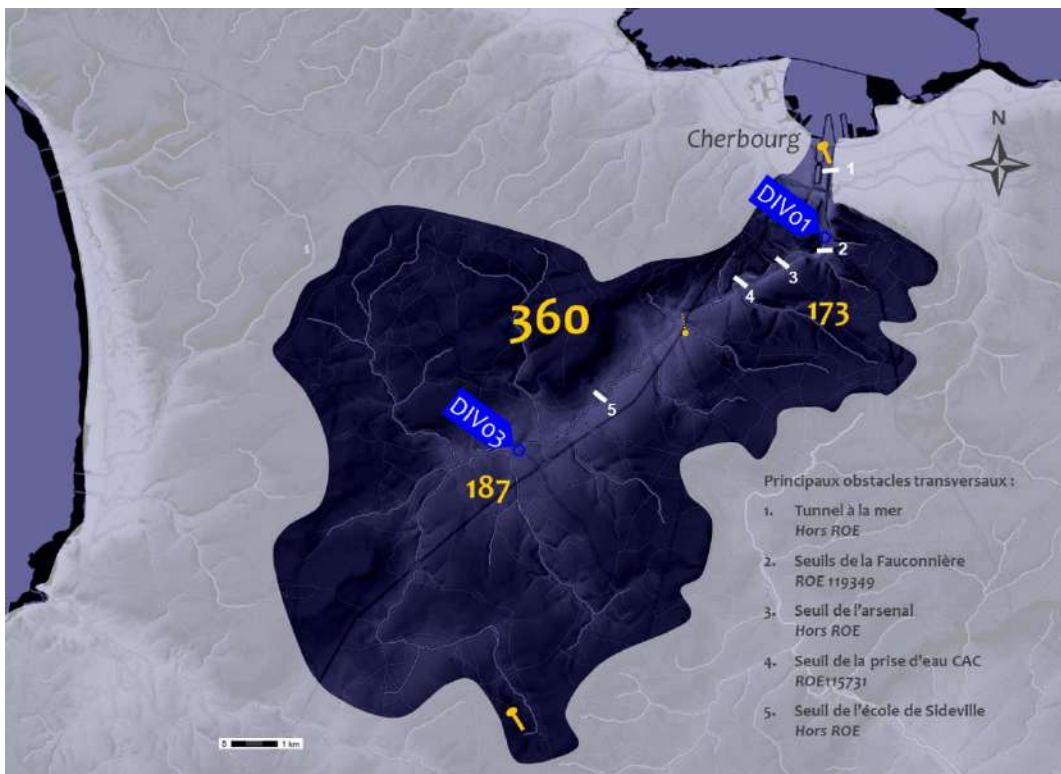 N
Cherbourg
1
DIV01
2
3
4
360
173
5
DIV03
187
Principaux obstacles transversaux :
1. Tunnel à la mer
Hors ROE
2. Seuils de la Fauconnière
ROE 119349
3. Seuil de l'arsenal
Hors ROE
4. Seuil de la prise d'eau CAC
ROE115731
5. Seuil de l'école de Sideville
Hors ROE
1 km